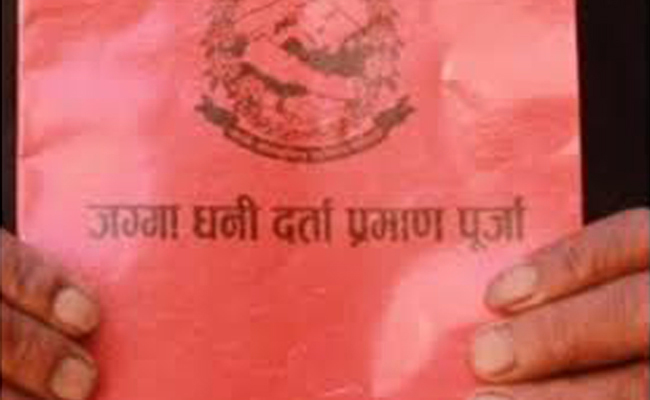 जग्गा धनी दर्ता प्रमाण पूर्जा